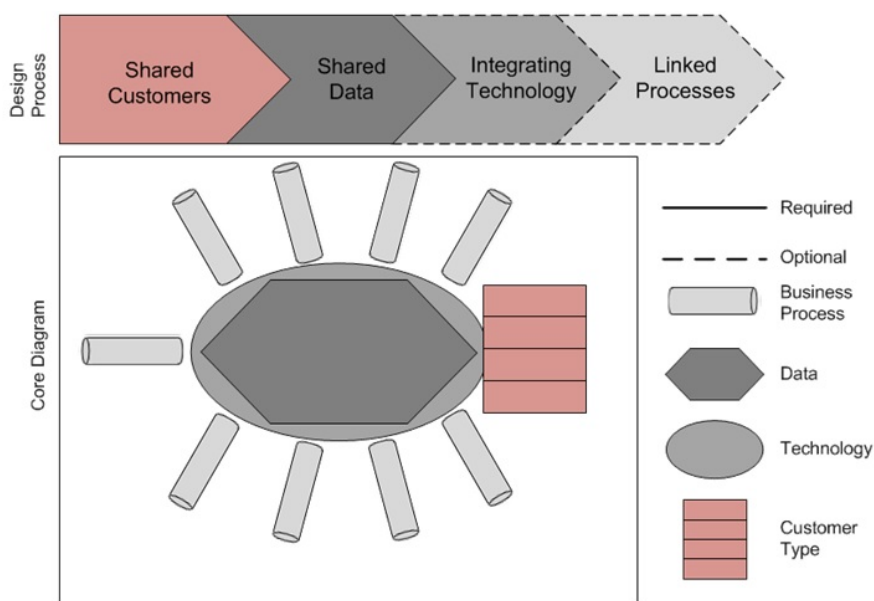 Design
Process
Shared
Customers
Shared
Data
Integrating
Technology
Linked
Processes
Core Diagram
Required
Optional
Business
Process
Data
Technology
Customer
Type